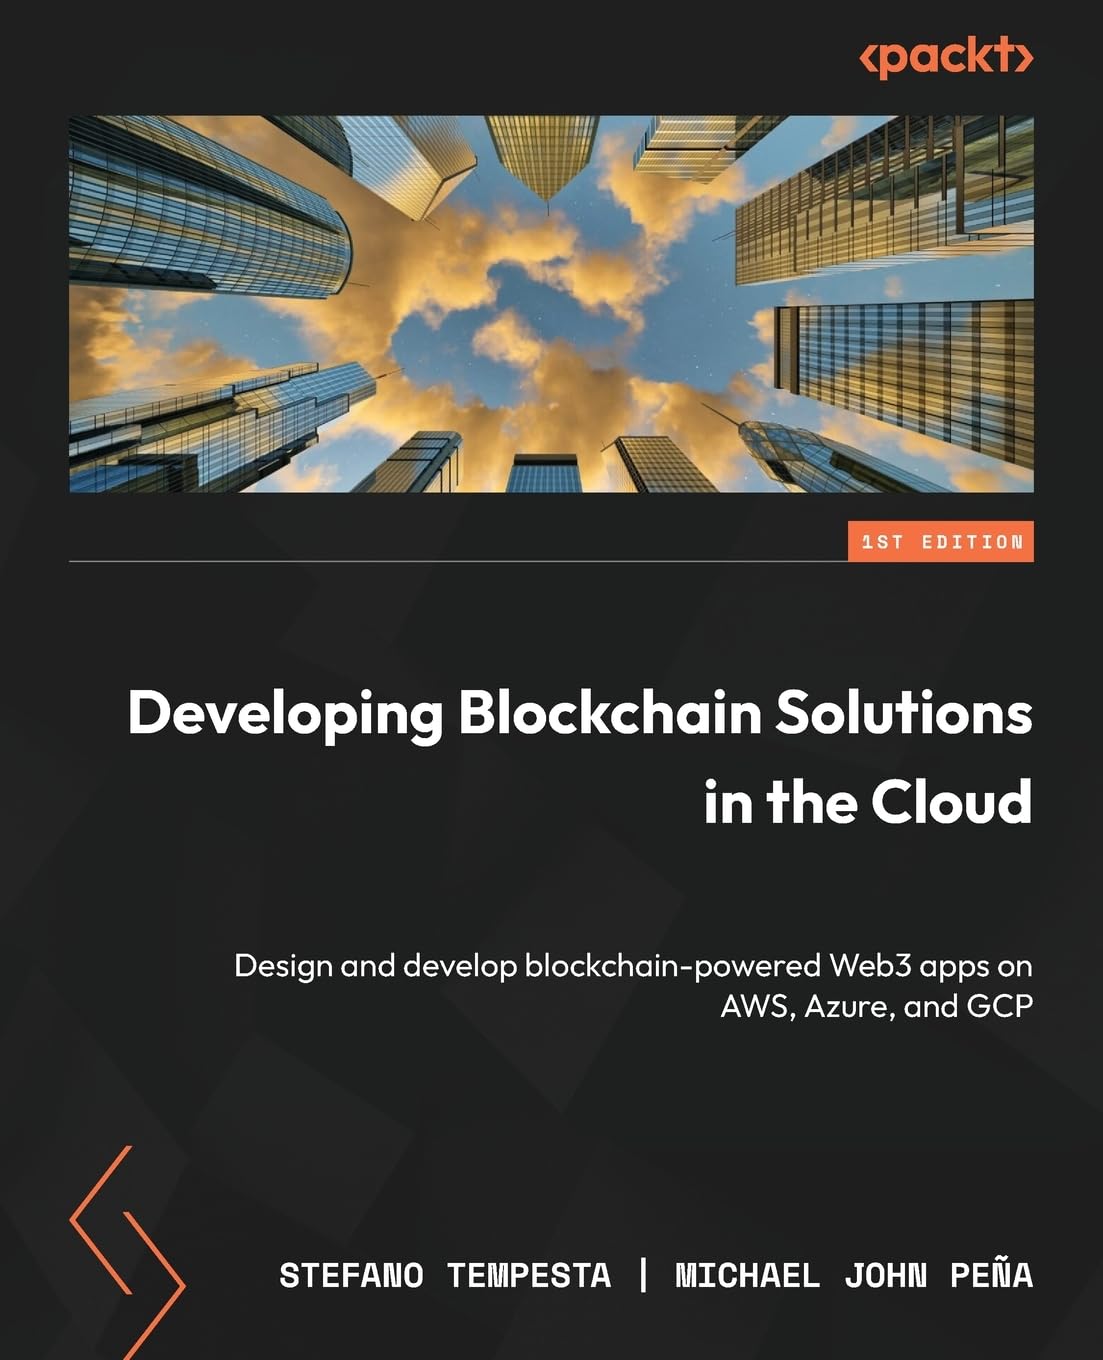 <packt>
1ST EDITION
Developing Blockchain Solutions
in the Cloud
Design and develop blockchain-powered Web3 apps on
AWS, Azure, and GCP
STEFANO TEMPESTA | MICHAEL JOHN PEÑA